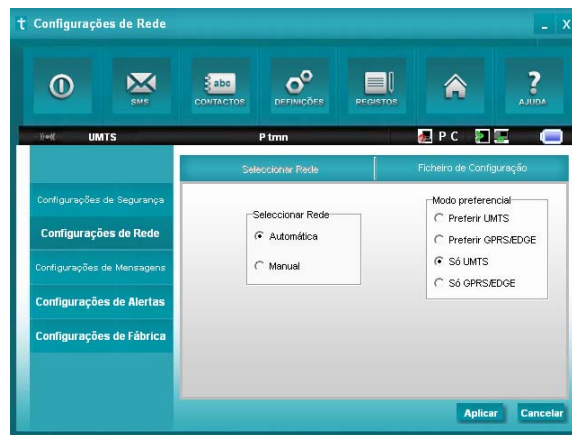 t Configurações de Rede
SMS
abc
CONTACTOS
DEFINIÇÕES
REGISTOS
?
AJUDA
UMTS
P tmn
P C
Seleccionar Rede
Ficheiro de Configuração
Configurações de Segurança
Configurações de Rede
Configurações de Mensagens
Configurações de Alertas
Configurações de Fábrica
Seleccionar Rede
Automática
Manual
Modo preferencial
Preferir UMTS
Preferir GPRS/EDGE
Só UMTS
Só GPRS/EDGE
Aplicar
Cancelar